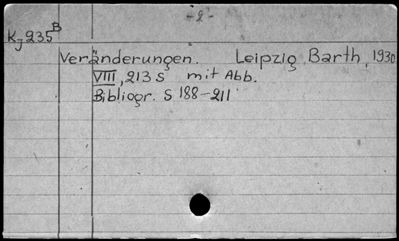 -2-
Kj 235 B
Veränderungen. Leipzig, Barth, 1930
VIII, 213 S mit Abb.
Bibliogr. S 188-211